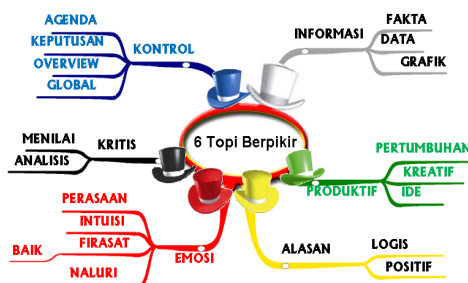 6 Topi Berpikir
INFORMASI
FAKTA
DATA
GRAFIK
PRODUKTIF
PERTUMBUHAN
KREATIF
IDE
ALASAN
LOGIS
POSITIF
EMOSI
PERASAAN
INTUISI
FIRASAT
BAIK
NALURI
KRITIS
MENILAI
ANALISIS
KONTROL
AGENDA
KEPUTUSAN
OVERVIEW
GLOBAL